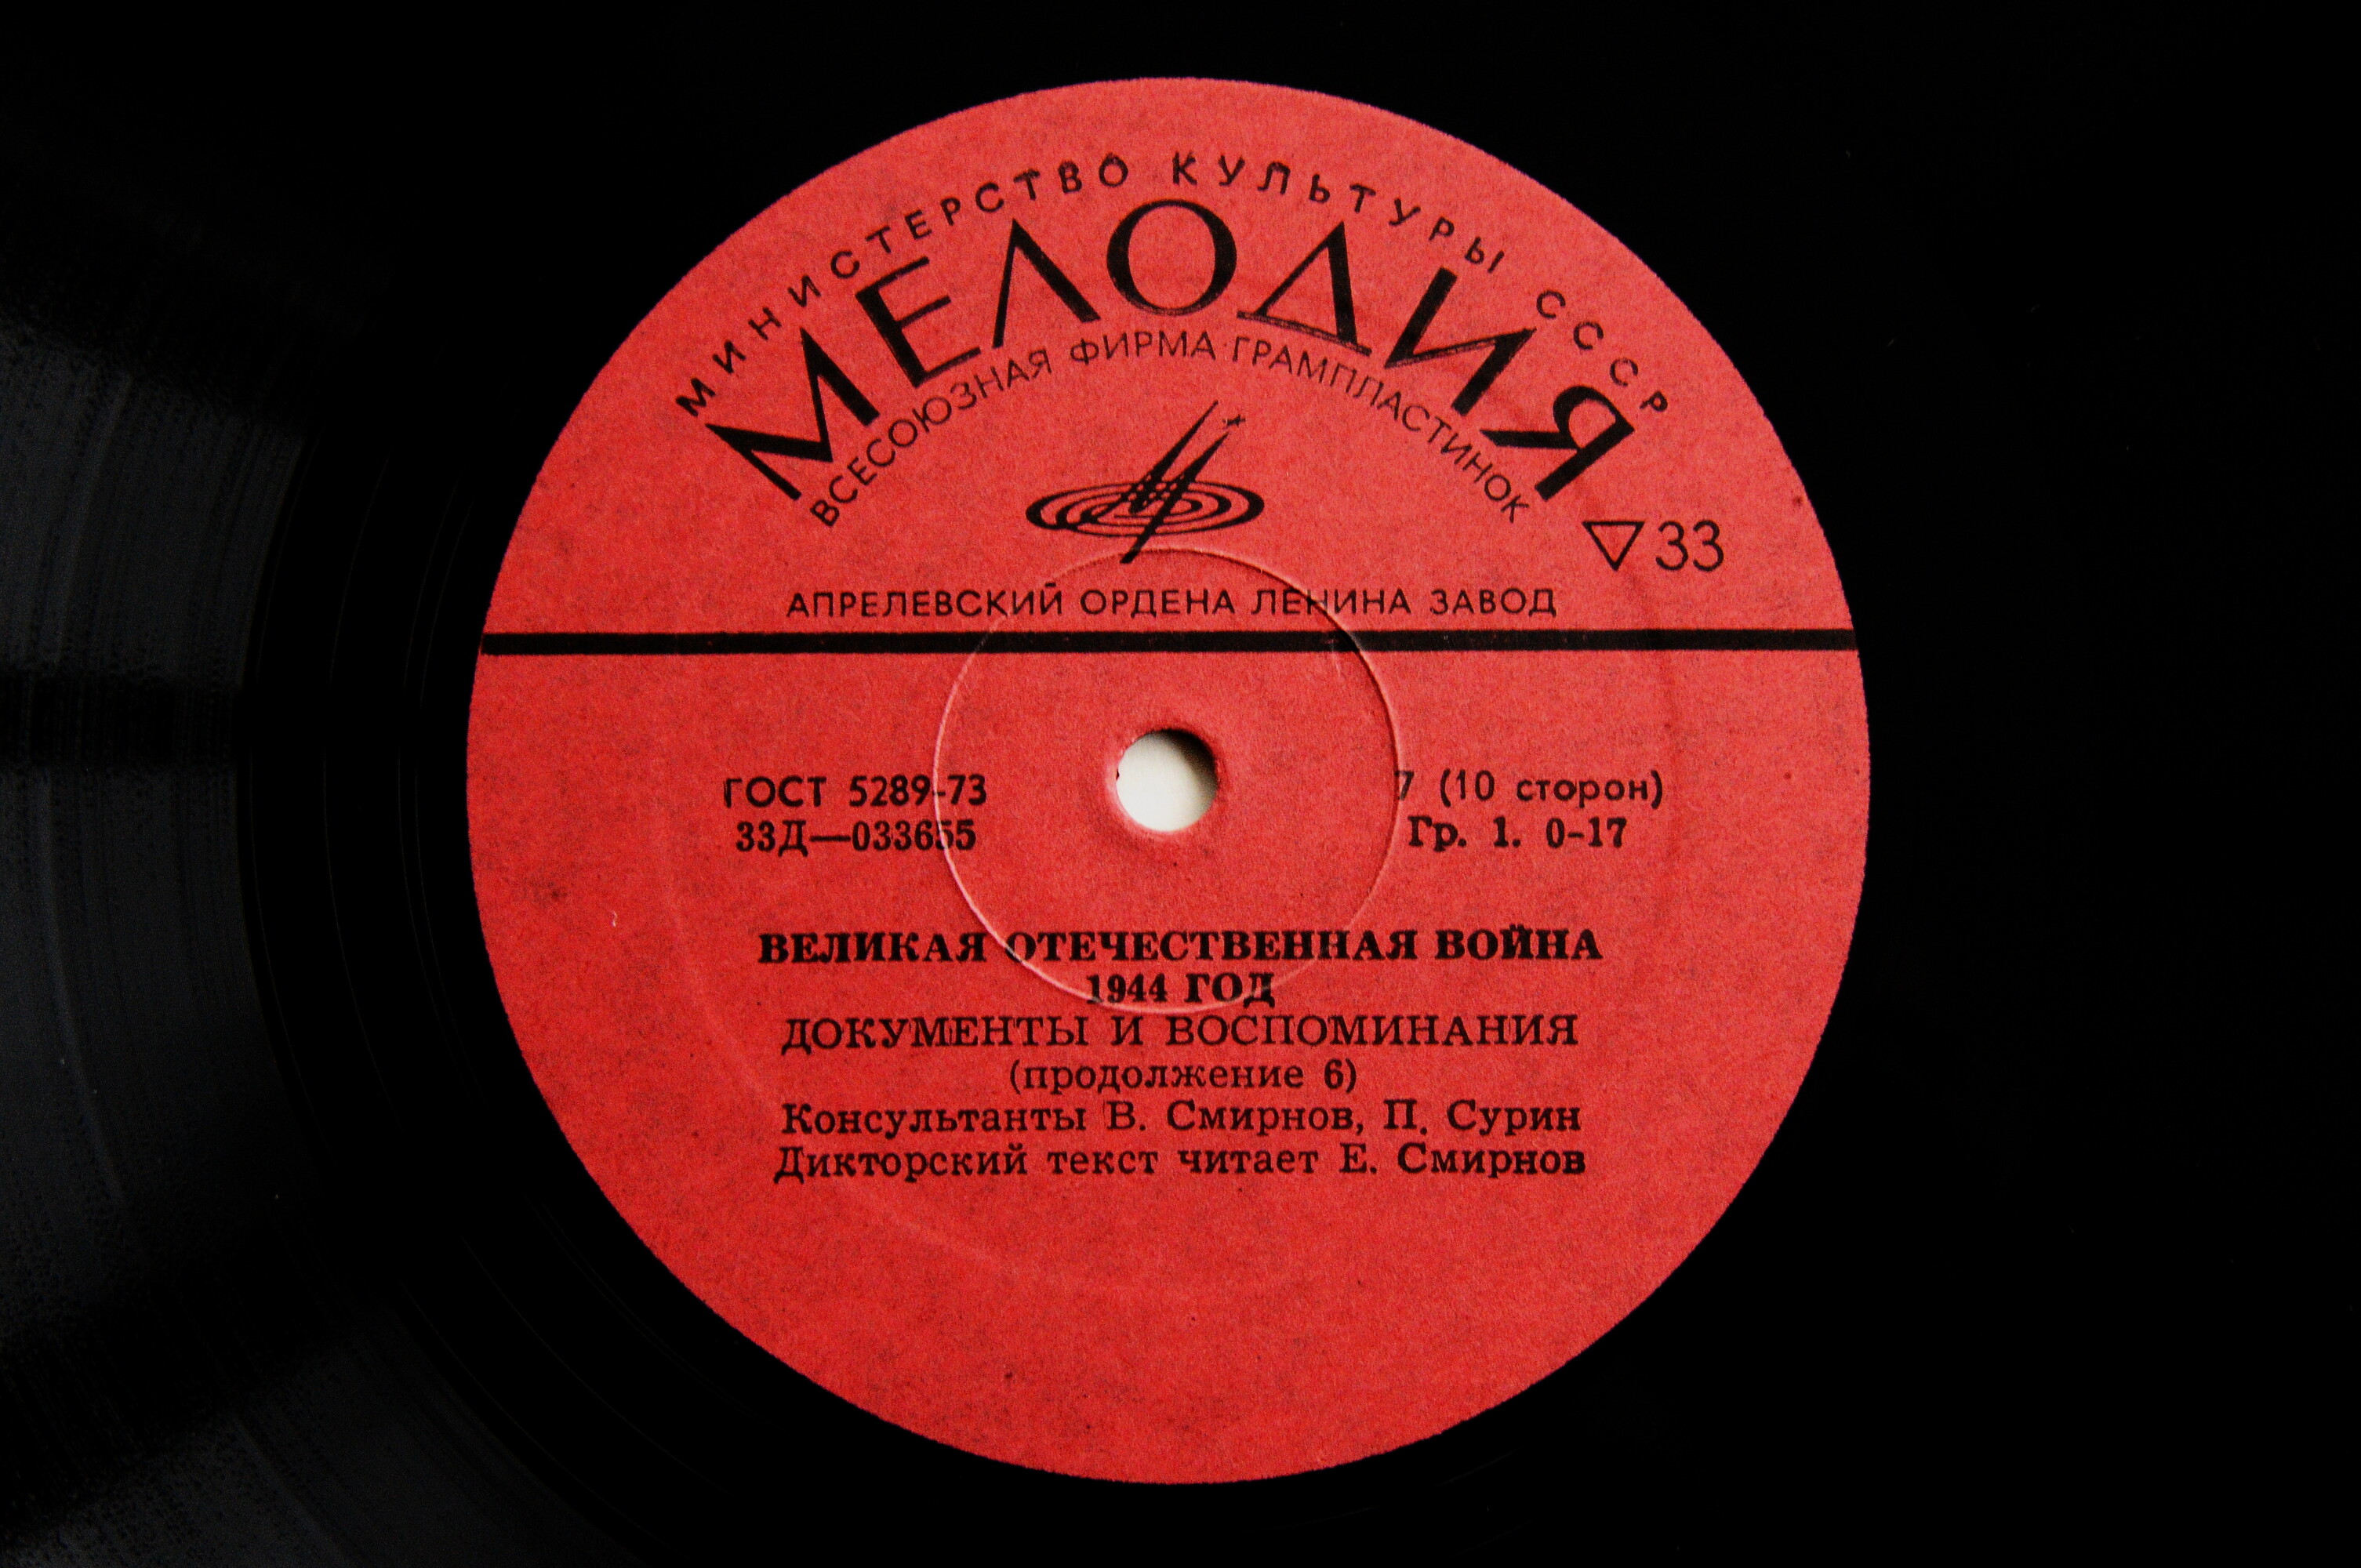 МИНИСТЕРСТВО КУЛЬТУРЫ СССР
МЕЛОДИЯ
ВСЕСОЮЗНАЯ ФИРМА ГРАМПЛАСТИНОК
33
АПРЕЛЕВСКИЙ ОРДЕНА ЛЕНИНА ЗАВОД
ГОСТ 5289-73
33Д—033655
7 (10 сторон)
Гр. 1. 0-17
ВЕЛИКАЯ ОТЕЧЕСТВЕННАЯ ВОЙНА
1944 ГОД
ДОКУМЕНТЫ И ВОСПОМИНАНИЯ
(продолжение 6)
Консультанты В. Смирнов, П. Сурин
Дикторский текст читает Е. Смирнов